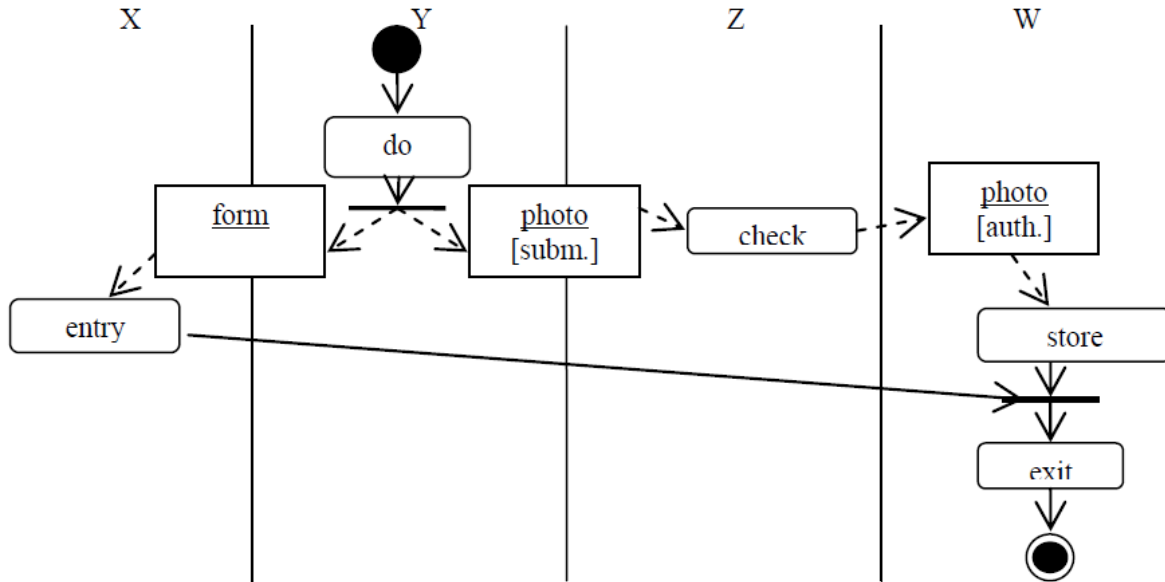 X
Y
Z
W
do
form
photo
[subm.]
check
photo
[auth.]
entry
store
exit